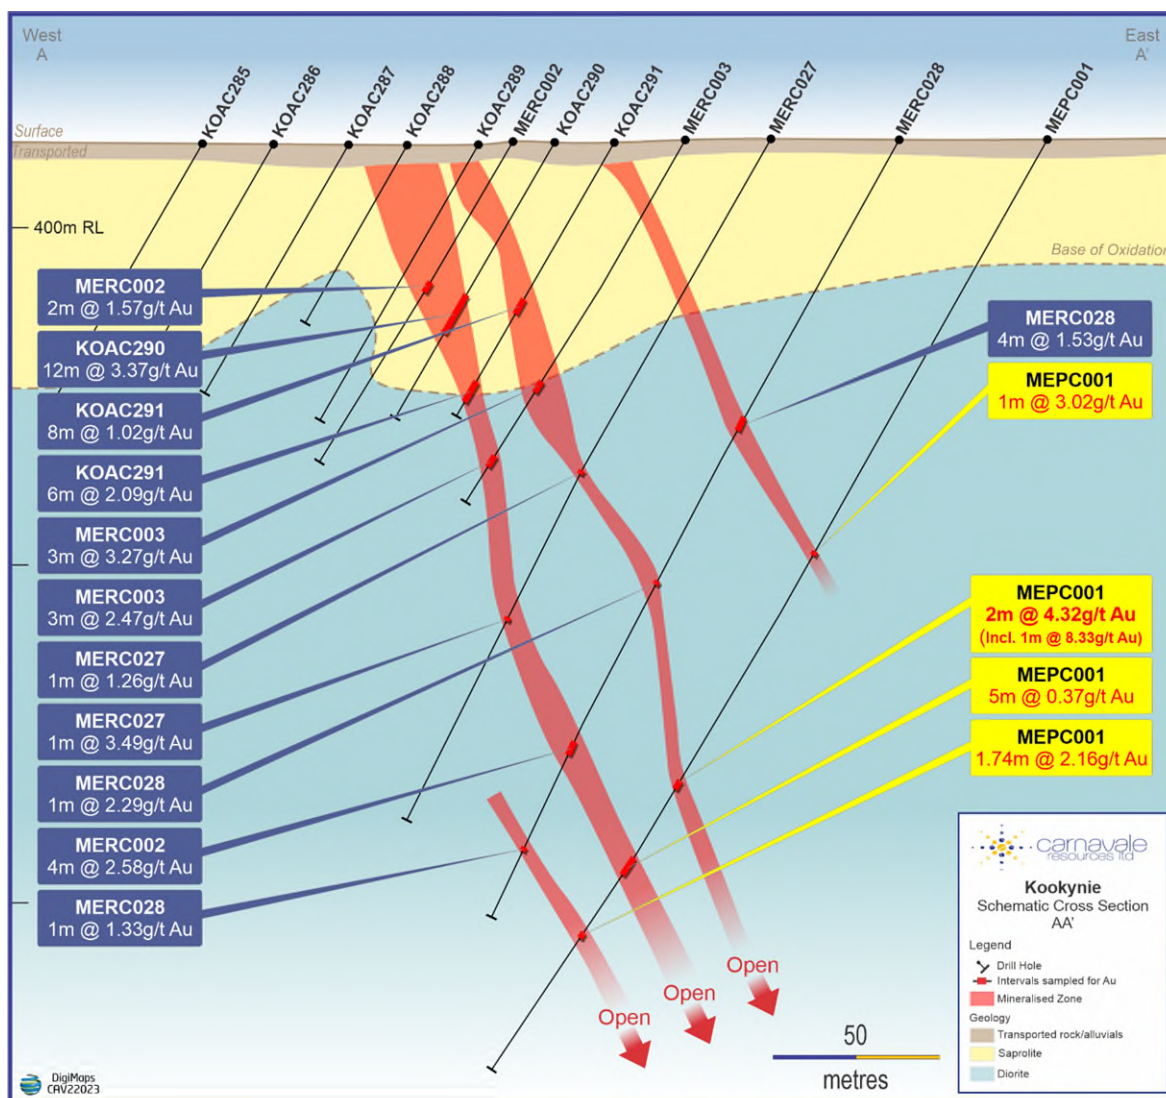 West
A
East
A'
KOAC285
KOAC286
KOAC287
KOAC288
KOAC289
MERC002
KOAC290
KOAC291
MERC003
MERC027
MERC028
MEPC001
Surface
Transported
400m RL
Base of Oxidation
MERC002
2m @ 1.57g/t Au
KOAC290
12m @ 3.37g/t Au
KOAC291
8m @ 1.02g/t Au
KOAC291
6m @ 2.09g/t Au
MERC003
3m @ 3.27g/t Au
MERC003
3m @ 2.47g/t Au
MERC027
1m @ 1.26g/t Au
MERC027
1m @ 3.49g/t Au
MERC028
1m @ 2.29g/t Au
MERC002
4m @ 2.58g/t Au
MERC028
1m @ 1.33g/t Au
MERC028
4m @ 1.53g/t Au
MEPC001
1m @ 3.02g/t Au
MEPC001
2m @ 4.32g/t Au
(Incl. 1m @ 8.33g/t Au)
MEPC001
5m @ 0.37g/t Au
MEPC001
1.74m @ 2.16g/t Au
Open
Open
Open
50
metres
carnavale
resources ltd
Kookynie
Schematic Cross Section
AA'
Legend
Drill Hole
Intervals sampled for Au
Mineralised Zone
Geology
Transported rock/alluvials
Saprolite
Diorite
DigiMaps
CAV22023